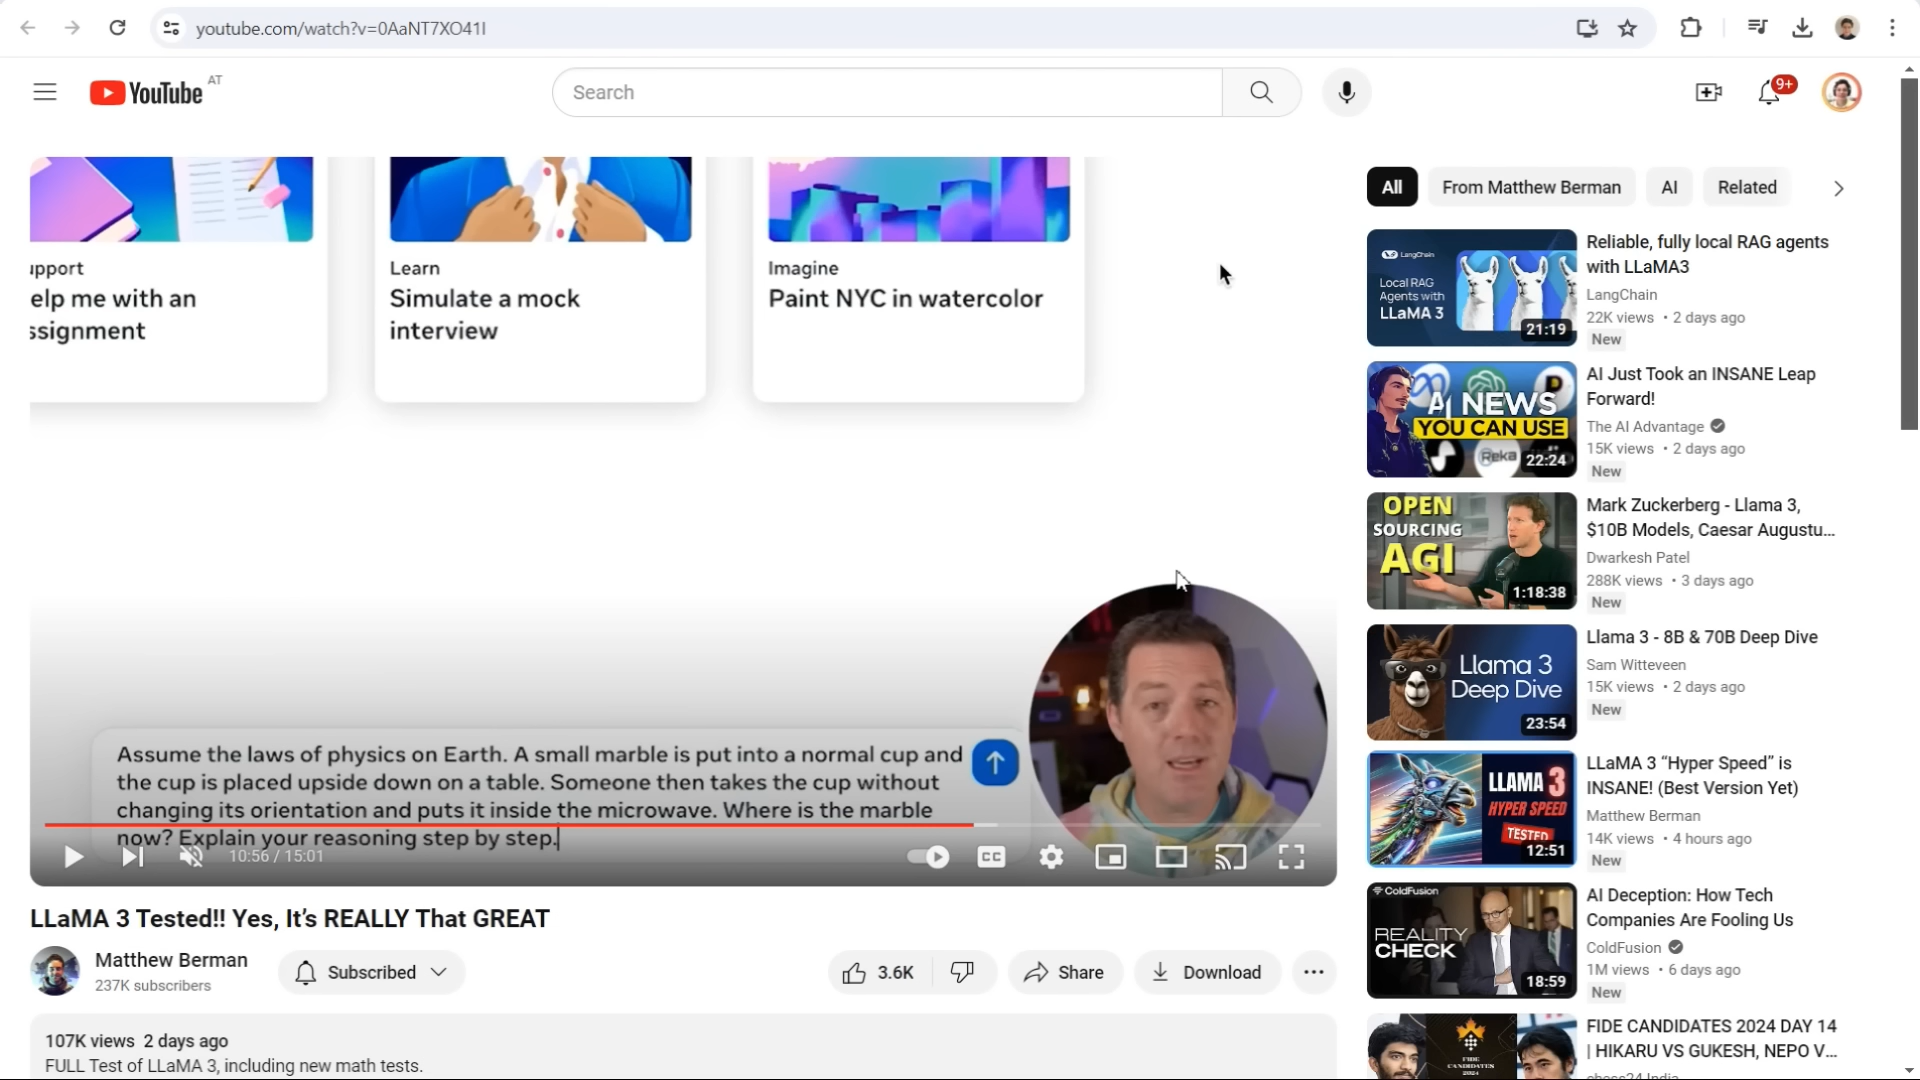 youtube.com/watch?v=0AaNT7XO41I
YouTube AT
Search
9+
upport
elp me with an
ssignment
Learn
Simulate a mock
interview
Imagine
Paint NYC in watercolor
Assume the laws of physics on Earth. A small marble is put into a normal cup and
the cup is placed upside down on a table. Someone then takes the cup without
changing its orientation and puts it inside the microwave. Where is the marble
now? Explain your reasoning step by step.
10:56 / 15:01
CC
LLaMA 3 Tested!! Yes, It’s REALLY That GREAT
Matthew Berman
237K subscribers
Subscribed
3.6K
Share
Download
107K views 2 days ago
FULL Test of LLaMA 3, including new math tests.
All
From Matthew Berman
AI
Related
LangChain
Local RAG
Agents with
LLaMA 3
21:19
Reliable, fully local RAG agents
with LLaMA3
LangChain
22K views • 2 days ago
New
AI NEWS
YOU CAN USE
Reka
22:24
AI Just Took an INSANE Leap
Forward!
The AI Advantage
15K views • 2 days ago
New
OPEN
SOURCING
AGI
1:18:38
Mark Zuckerberg - Llama 3,
$10B Models, Caesar Augustu...
Dwarkesh Patel
288K views • 3 days ago
New
Llama 3
Deep Dive
23:54
Llama 3 - 8B & 70B Deep Dive
Sam Witteveen
15K views • 2 days ago
New
LLAMA 3
HYPER SPEED
TESTED
12:51
LLaMA 3 “Hyper Speed” is
INSANE! (Best Version Yet)
Matthew Berman
14K views • 4 hours ago
New
ColdFusion
REALITY
CHECK
18:59
AI Deception: How Tech
Companies Are Fooling Us
ColdFusion
1M views • 6 days ago
New
FIDE
CANDIDATES
2024
FIDE CANDIDATES 2024 DAY 14
| HIKARU VS GUKESH, NEPO V...
chess24 India